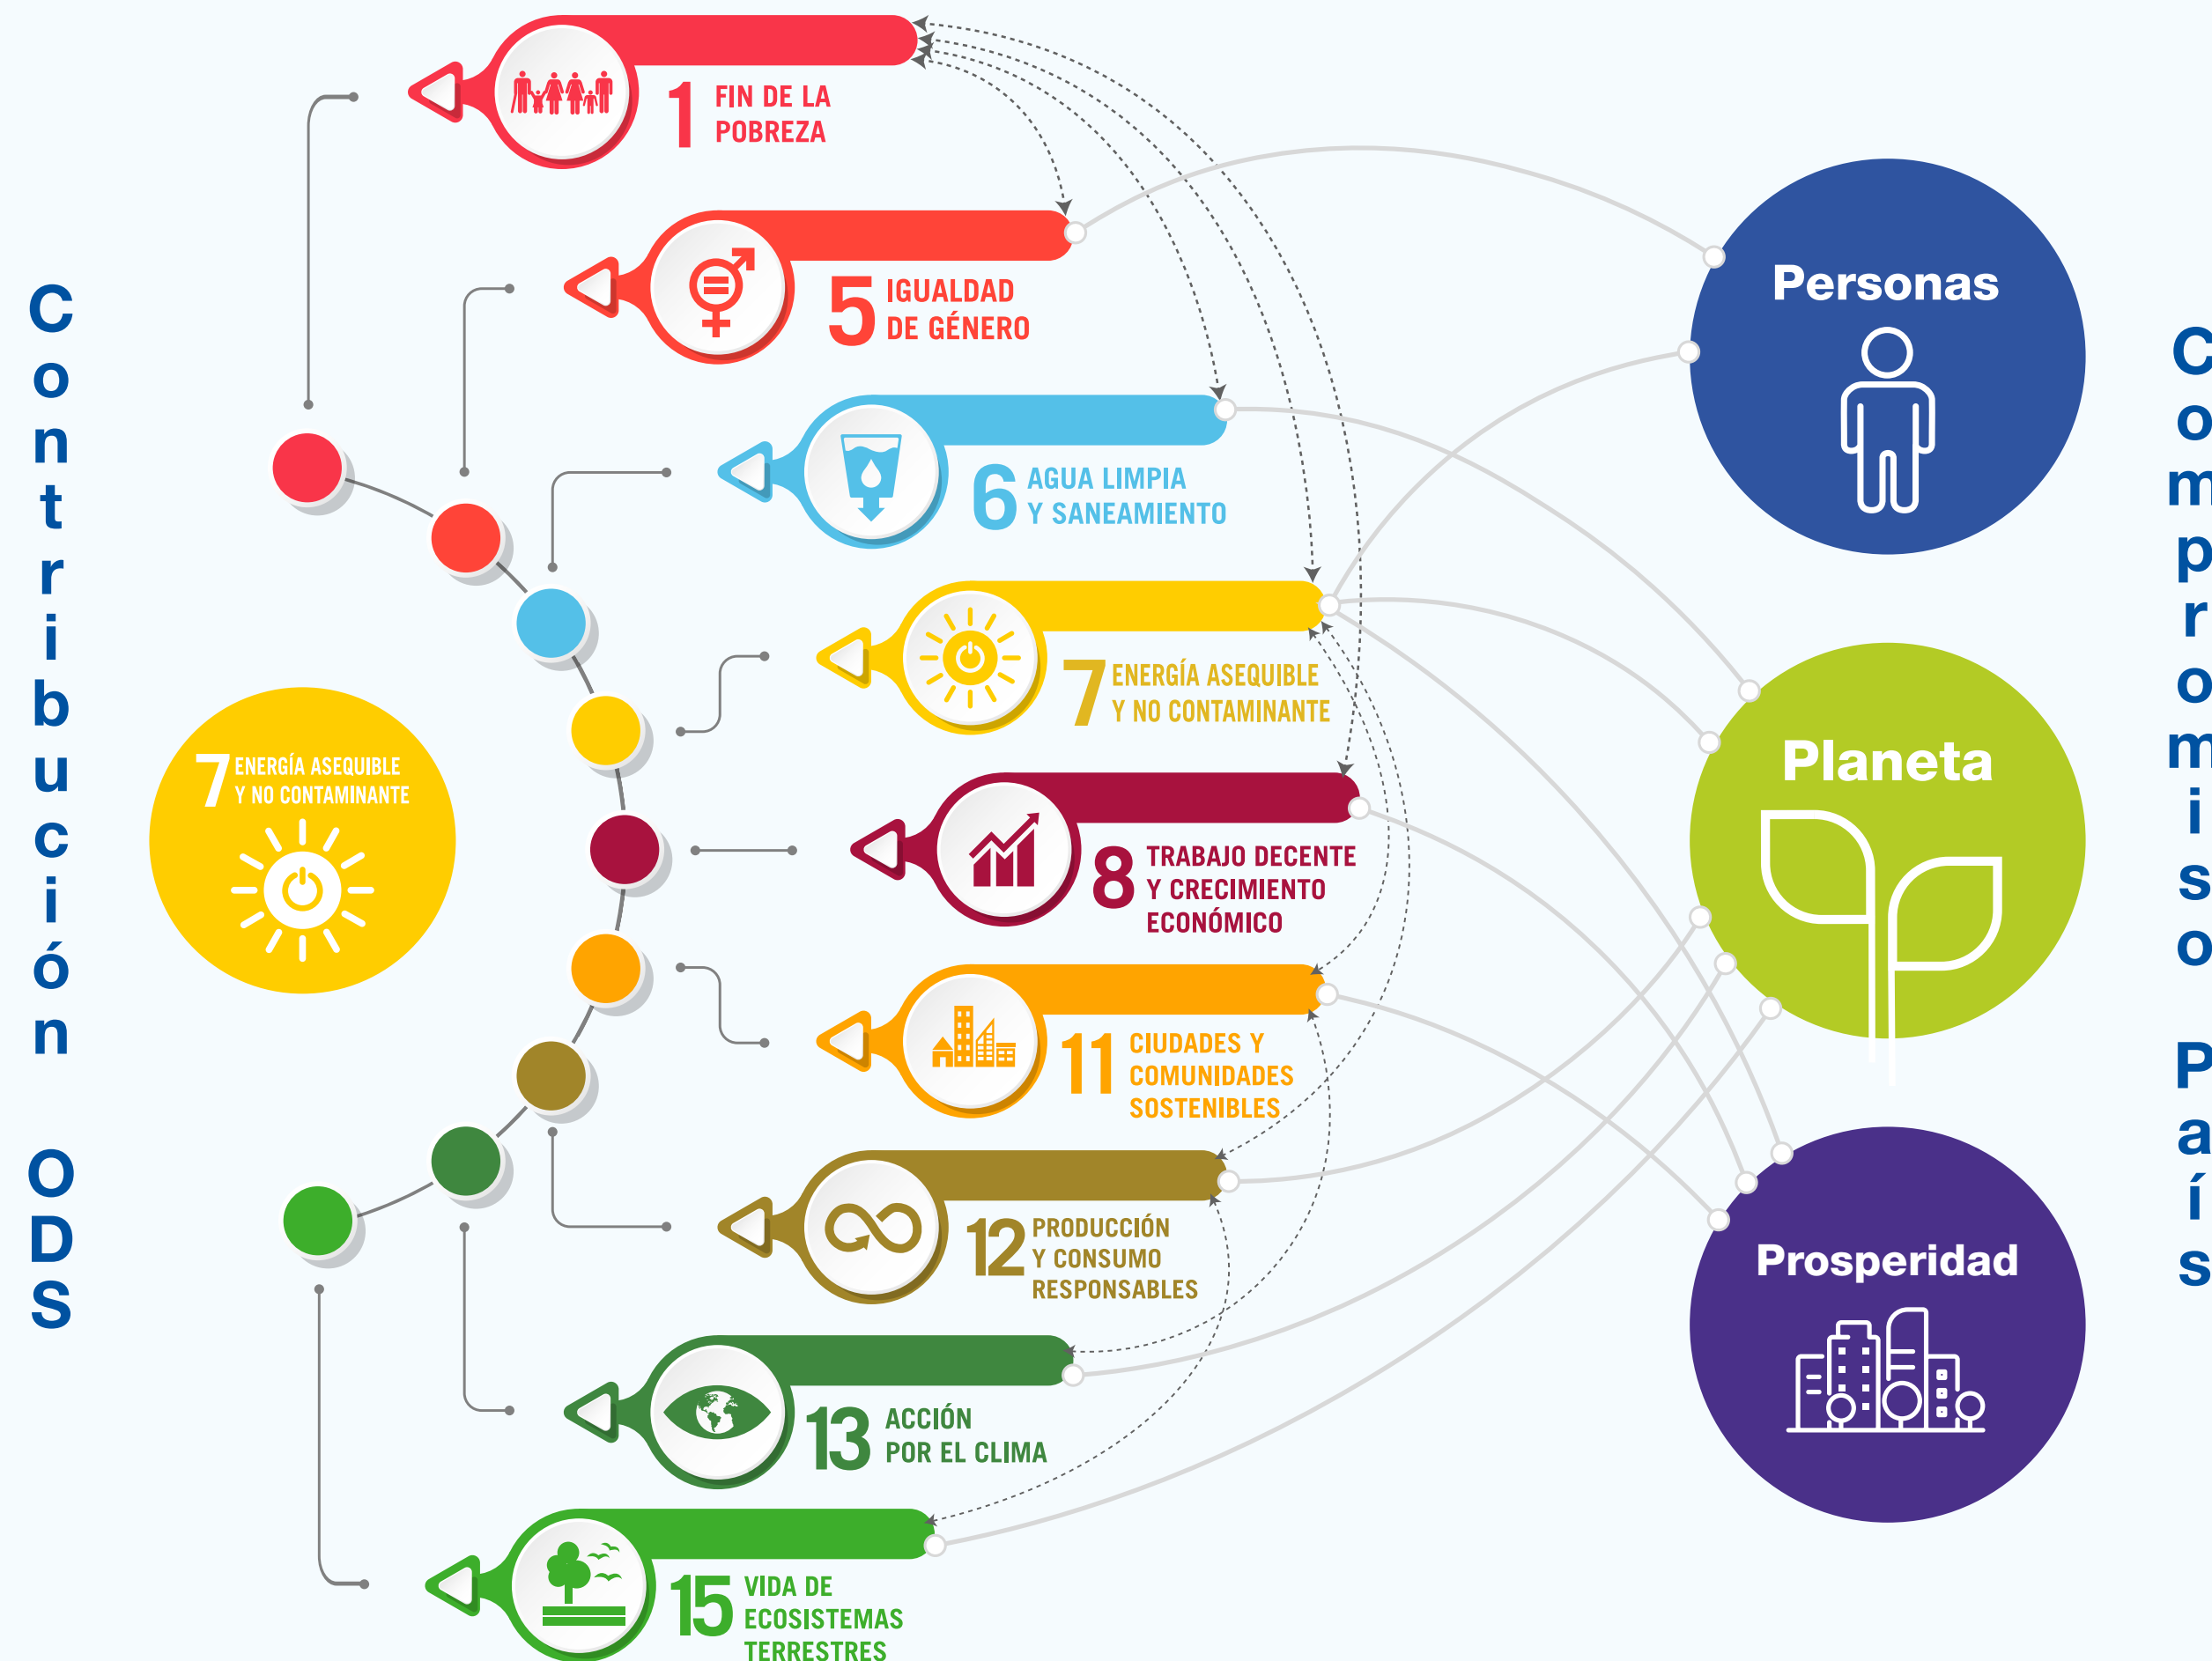 Contribución ODS
7 ENERGÍA ASEQUIBLE
Y NO CONTAMINANTE
1 FIN DE LA
POBREZA
5 IGUALDAD
DE GÉNERO
6 AGUA LIMPIA
Y SANEAMIENTO
7 ENERGÍA ASEQUIBLE
Y NO CONTAMINANTE
8 TRABAJO DECENTE
Y CRECIMIENTO
ECONÓMICO
11 CIUDADES Y
COMUNIDADES
SOSTENIBLES
12 PRODUCCIÓN
Y CONSUMO
RESPONSABLES
13 ACCIÓN
POR EL CLIMA
15 VIDA DE
ECOSISTEMAS
TERRESTRES
Personas
Planeta
Prosperidad
Compromiso País